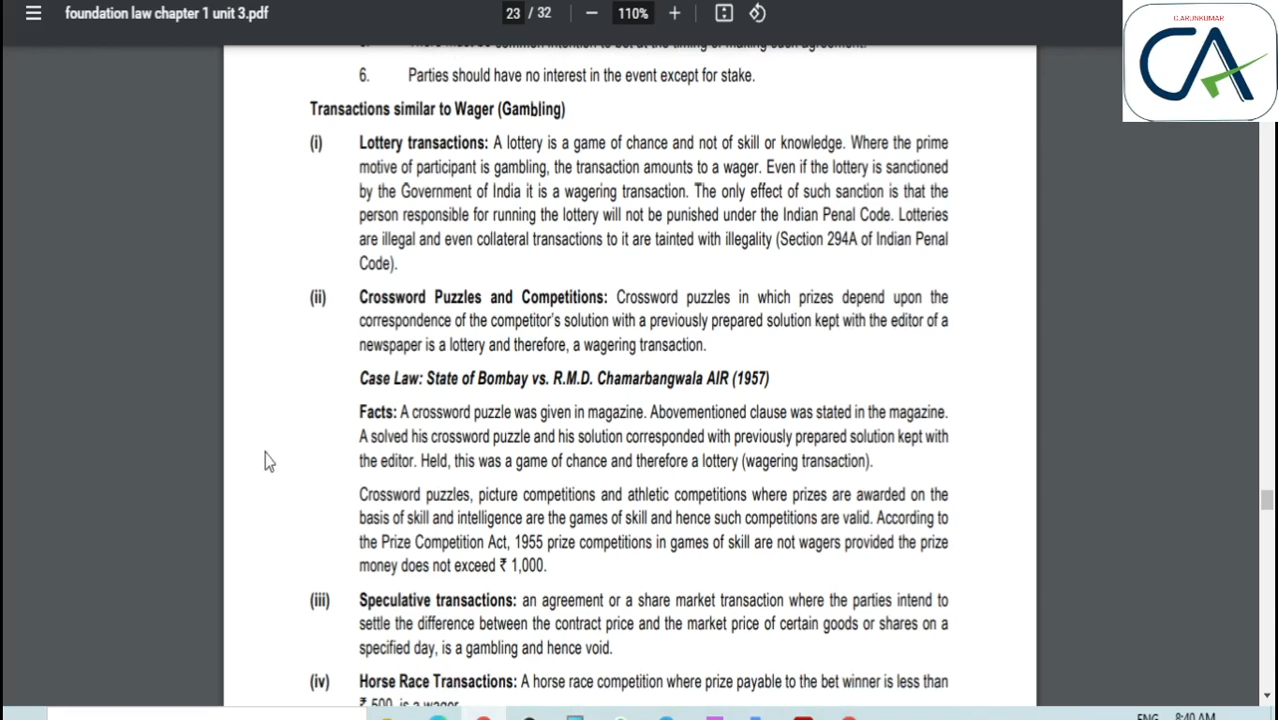 foundation law chapter 1 unit 3.pdf
23 / 32
110%
C.ARUNKUMAR
CA
6. Parties should have no interest in the event except for stake.
Transactions similar to Wager (Gambling)
(i) Lottery transactions: A lottery is a game of chance and not of skill or knowledge. Where the prime
motive of participant is gambling, the transaction amounts to a wager. Even if the lottery is sanctioned
by the Government of India it is a wagering transaction. The only effect of such sanction is that the
person responsible for running the lottery will not be punished under the Indian Penal Code. Lotteries
are illegal and even collateral transactions to it are tainted with illegality (Section 294A of Indian Penal
Code).
(ii) Crossword Puzzles and Competitions: Crossword puzzles in which prizes depend upon the
correspondence of the competitor's solution with a previously prepared solution kept with the editor of a
newspaper is a lottery and therefore, a wagering transaction.
Case Law: State of Bombay vs. R.M.D. Chamarbangwala AIR (1957)
Facts: A crossword puzzle was given in magazine. Abovementioned clause was stated in the magazine.
A solved his crossword puzzle and his solution corresponded with previously prepared solution kept with
the editor. Held, this was a game of chance and therefore a lottery (wagering transaction).
Crossword puzzles, picture competitions and athletic competitions where prizes are awarded on the
basis of skill and intelligence are the games of skill and hence such competitions are valid. According to
the Prize Competition Act, 1955 prize competitions in games of skill are not wagers provided the prize
money does not exceed ₹ 1,000.
(iii) Speculative transactions: an agreement or a share market transaction where the parties intend to
settle the difference between the contract price and the market price of certain goods or shares on a
specified day, is a gambling and hence void.
(iv) Horse Race Transactions: A horse race competition where prize payable to the bet winner is less than
₹ 500, is a wager
ENG 8:40 AM